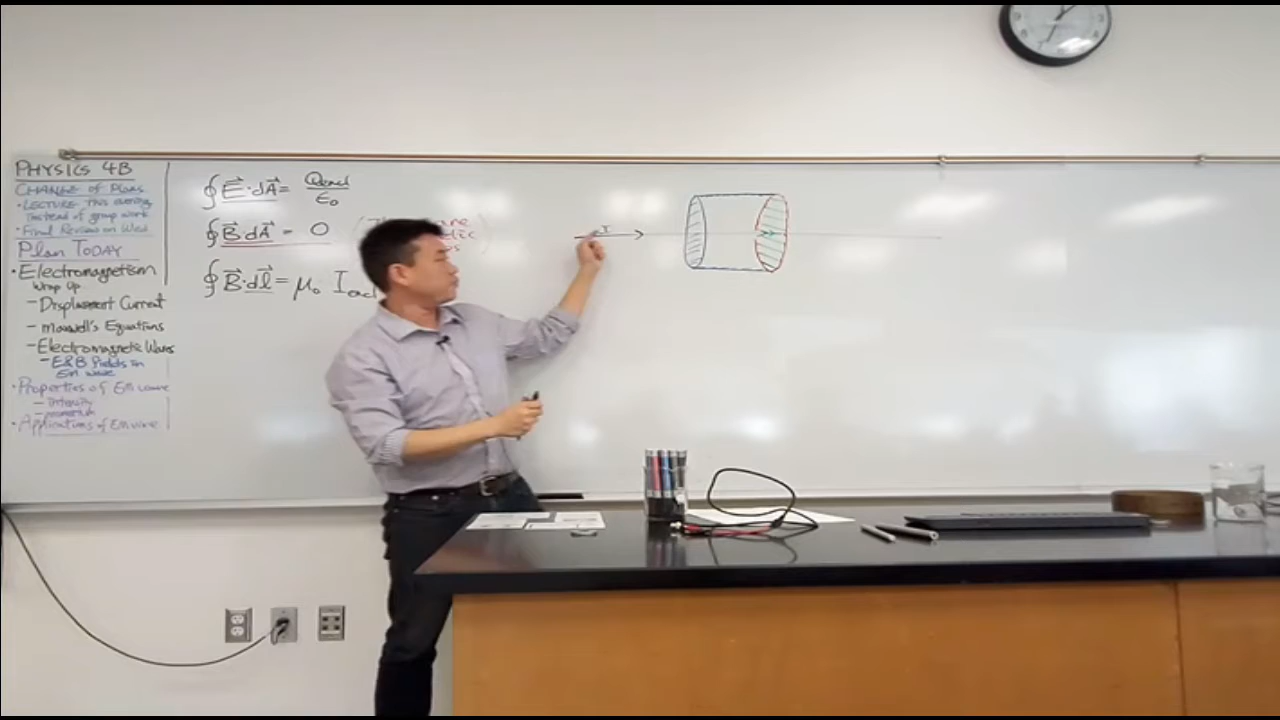 PHYSICS 4B
CHANGE of Plans
• LECTURE This evening
instead of group work
• Final Review on Wed
Plan TODAY
• Electromagnetism
Wrap Up
- Displacement Current
- Maxwell's Equations
- Electromagnetic Waves
- E&B fields in
EM wave
• Properties of EM wave
- intensity
• Applications of EM wave
∮ E⃗·dA⃗ = Qencl / ε₀
∮ B⃗·dA⃗ = 0
∮ B⃗·dl⃗ = μ₀ I
I